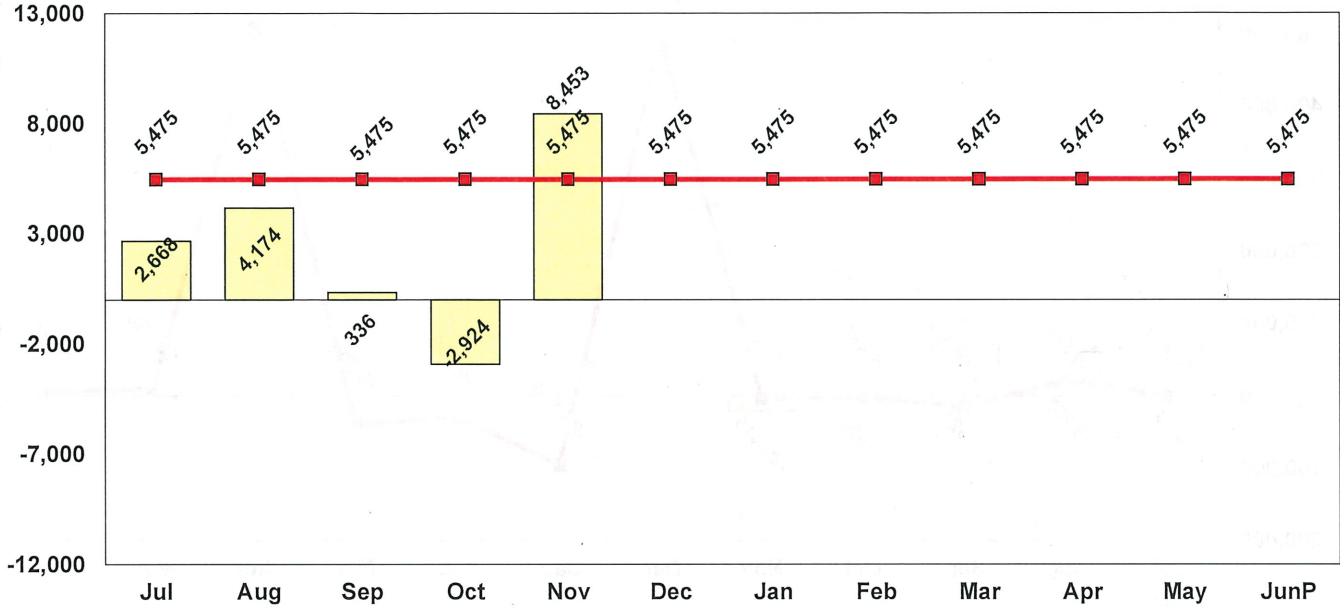 13,000
8,000
3,000
-2,000
-7,000
-12,000
5,475 5,475 5,475 5,475 5,475 5,475 5,475 5,475 5,475 5,475 5,475 5,475
2,668 4,174 336 -2,924 8,453
Jul Aug Sep Oct Nov Dec Jan Feb Mar Apr May JunP